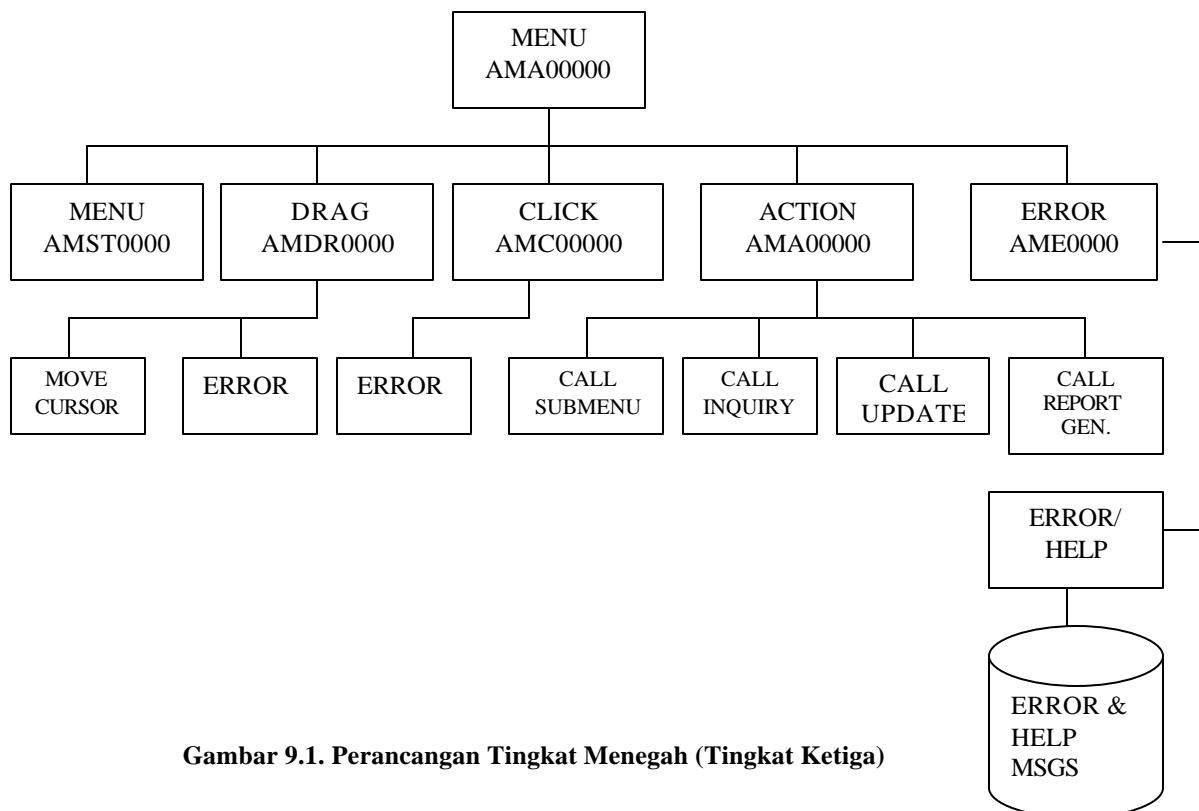 MENU
AMA00000
MENU
AMST0000
DRAG
AMDR0000
CLICK
AMC00000
ACTION
AMA00000
ERROR
AME0000
MOVE
CURSOR
ERROR
ERROR
CALL
SUBMENU
CALL
INQUIRY
CALL
UPDATE
CALL
REPORT
GEN.
ERROR/
HELP
ERROR &
HELP
MSGS
Gambar 9.1. Perancangan Tingkat Menegah (Tingkat Ketiga)